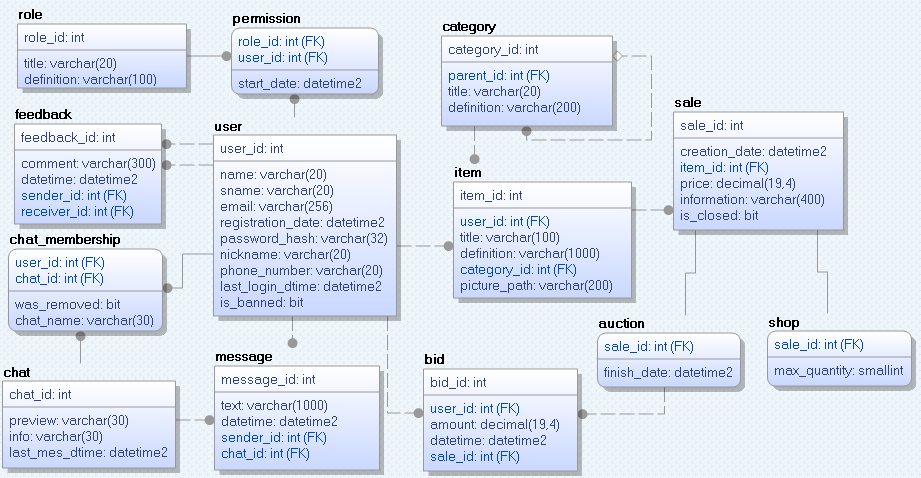 role
role_id: int
title: varchar(20)
definition: varchar(100)
permission
role_id: int (FK)
user_id: int (FK)
start_date: datetime2
category
category_id: int
parent_id: int (FK)
title: varchar(20)
definition: varchar(200)
sale
sale_id: int
creation_date: datetime2
item_id: int (FK)
price: decimal(19,4)
information: varchar(400)
is_closed: bit
feedback
feedback_id: int
comment: varchar(300)
datetime: datetime2
sender_id: int (FK)
receiver_id: int (FK)
user
user_id: int
name: varchar(20)
sname: varchar(20)
email: varchar(256)
registration_date: datetime2
password_hash: varchar(32)
nickname: varchar(20)
phone_number: varchar(20)
last_login_dtime: datetime2
is_banned: bit
item
item_id: int
user_id: int (FK)
title: varchar(100)
definition: varchar(1000)
category_id: int (FK)
picture_path: varchar(200)
chat_membership
user_id: int (FK)
chat_id: int (FK)
was_removed: bit
chat_name: varchar(30)
auction
sale_id: int (FK)
finish_date: datetime2
shop
sale_id: int (FK)
max_quantity: smallint
chat
chat_id: int
preview: varchar(30)
info: varchar(30)
last_mes_dtime: datetime2
message
message_id: int
text: varchar(1000)
datetime: datetime2
sender_id: int (FK)
chat_id: int (FK)
bid
bid_id: int
user_id: int (FK)
amount: decimal(19,4)
datetime: datetime2
sale_id: int (FK)